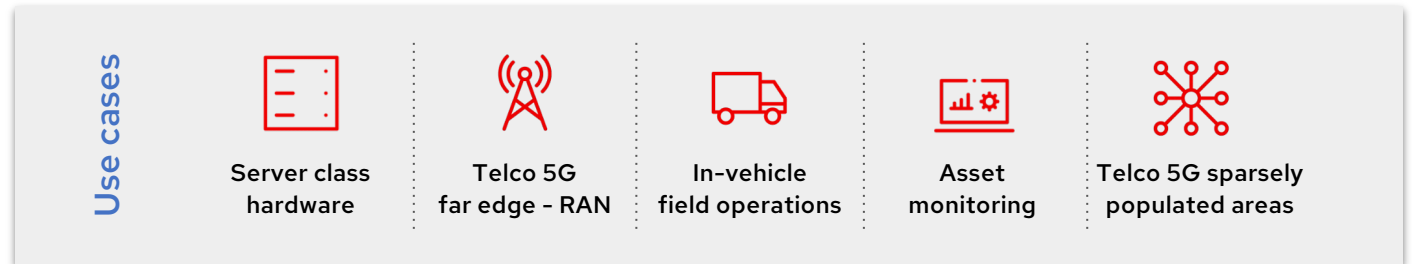 Use cases
Server class
hardware
Telco 5G
far edge - RAN
In-vehicle
field operations
Asset
monitoring
Telco 5G sparsely
populated areas